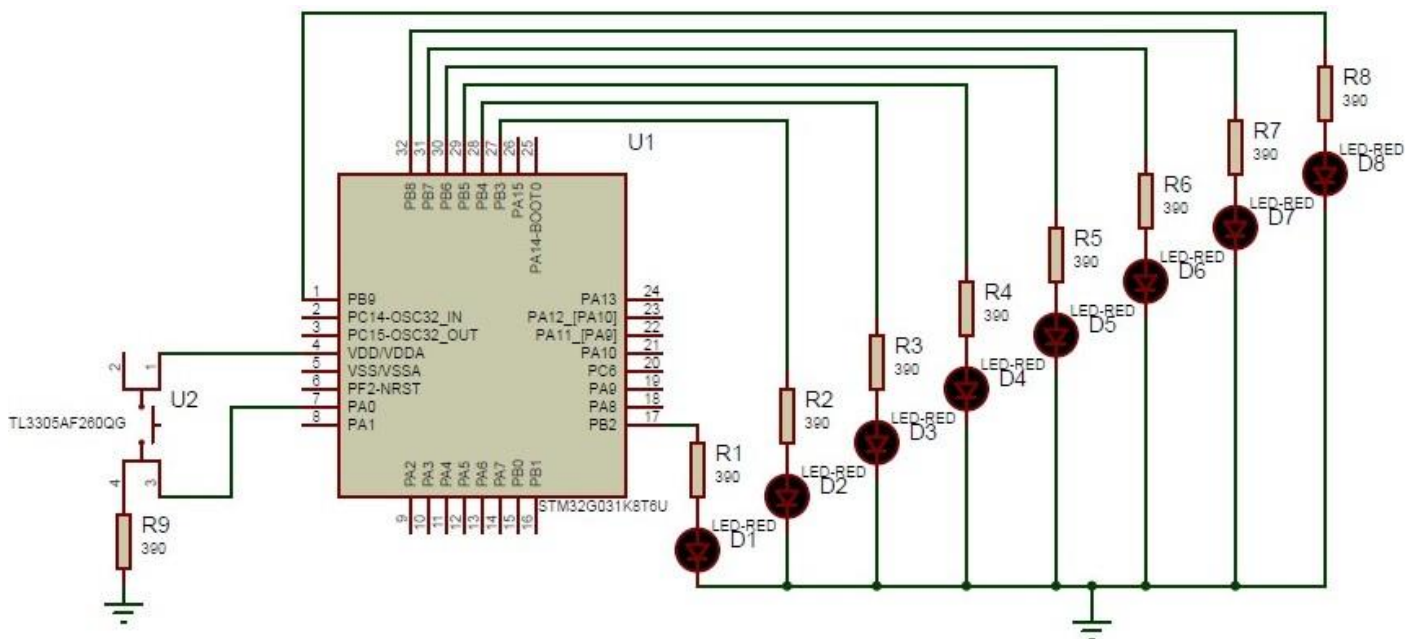 U1
32
31
30
29
28
27
26
25
PB8
PB7
PB6
PB5
PB4
PB3
PA15
PA14-BOOT0
1 PB9
2 PC14-OSC32_IN
3 PC15-OSC32_OUT
4 VDD/VDDA
5 VSS/VSSA
6 PF2-NRST
7 PA0
8 PA1
PA13 24
PA12_[PA10] 23
PA11_[PA9] 22
PA10 21
PC6 20
PA9 19
PA8 18
PB2 17
PA2
PA3
PA4
PA5
PA6
PA7
PB0
PB1
9
10
11
12
13
14
15
16
STM32G031K8T6U
2
1
U2
TL3305AF260QG
4
3
R9
390
R1
390
LED-RED
D1
R2
390
LED-RED
D2
R3
390
LED-RED
D3
R4
390
LED-RED
D4
R5
390
LED-RED
D5
R6
390
LED-RED
D6
R7
390
LED-RED
D7
R8
390
LED-RED
D8